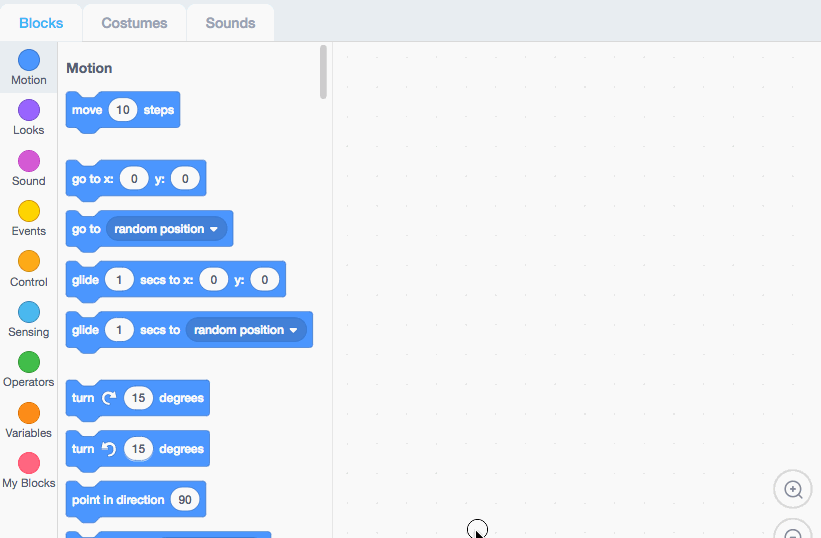 Blocks Costumes Sounds
Motion
Looks
Sound
Events
Control
Sensing
Operators
Variables
My Blocks
Motion
move 10 steps
go to x: 0 y: 0
go to random position
glide 1 secs to x: 0 y: 0
glide 1 secs to random position
turn 15 degrees
turn 15 degrees
point in direction 90